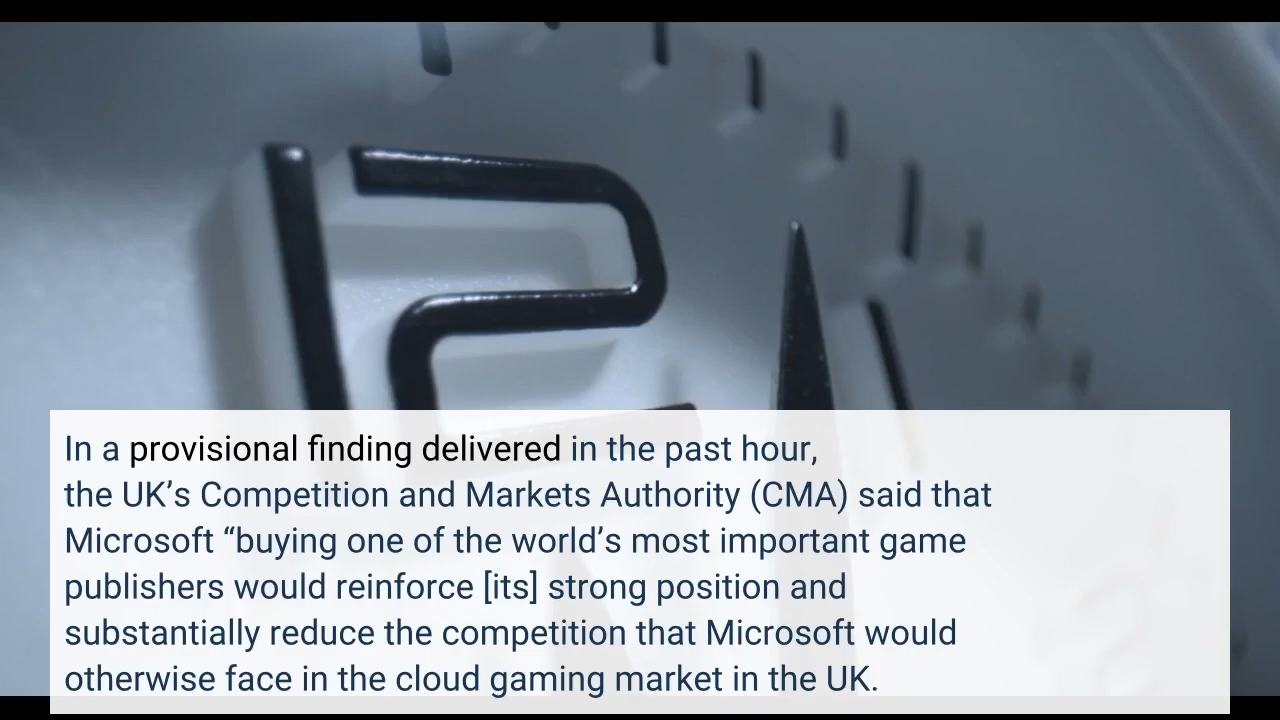 12
In a provisional finding delivered in the past hour,
the UK’s Competition and Markets Authority (CMA) said that
Microsoft “buying one of the world’s most important game
publishers would reinforce [its] strong position and
substantially reduce the competition that Microsoft would
otherwise face in the cloud gaming market in the UK.